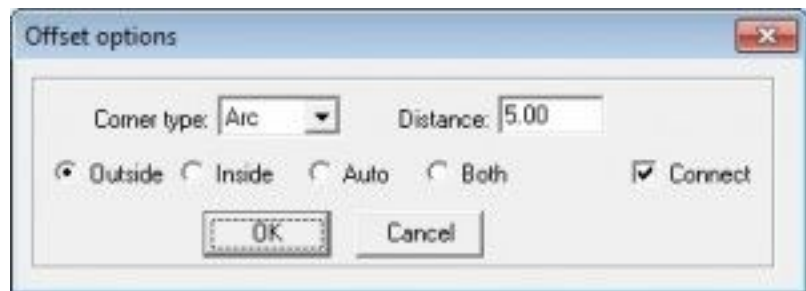 Offset options
Corner type: Arc Distance: 5.00
Outside Inside Auto Both Connect
OK Cancel